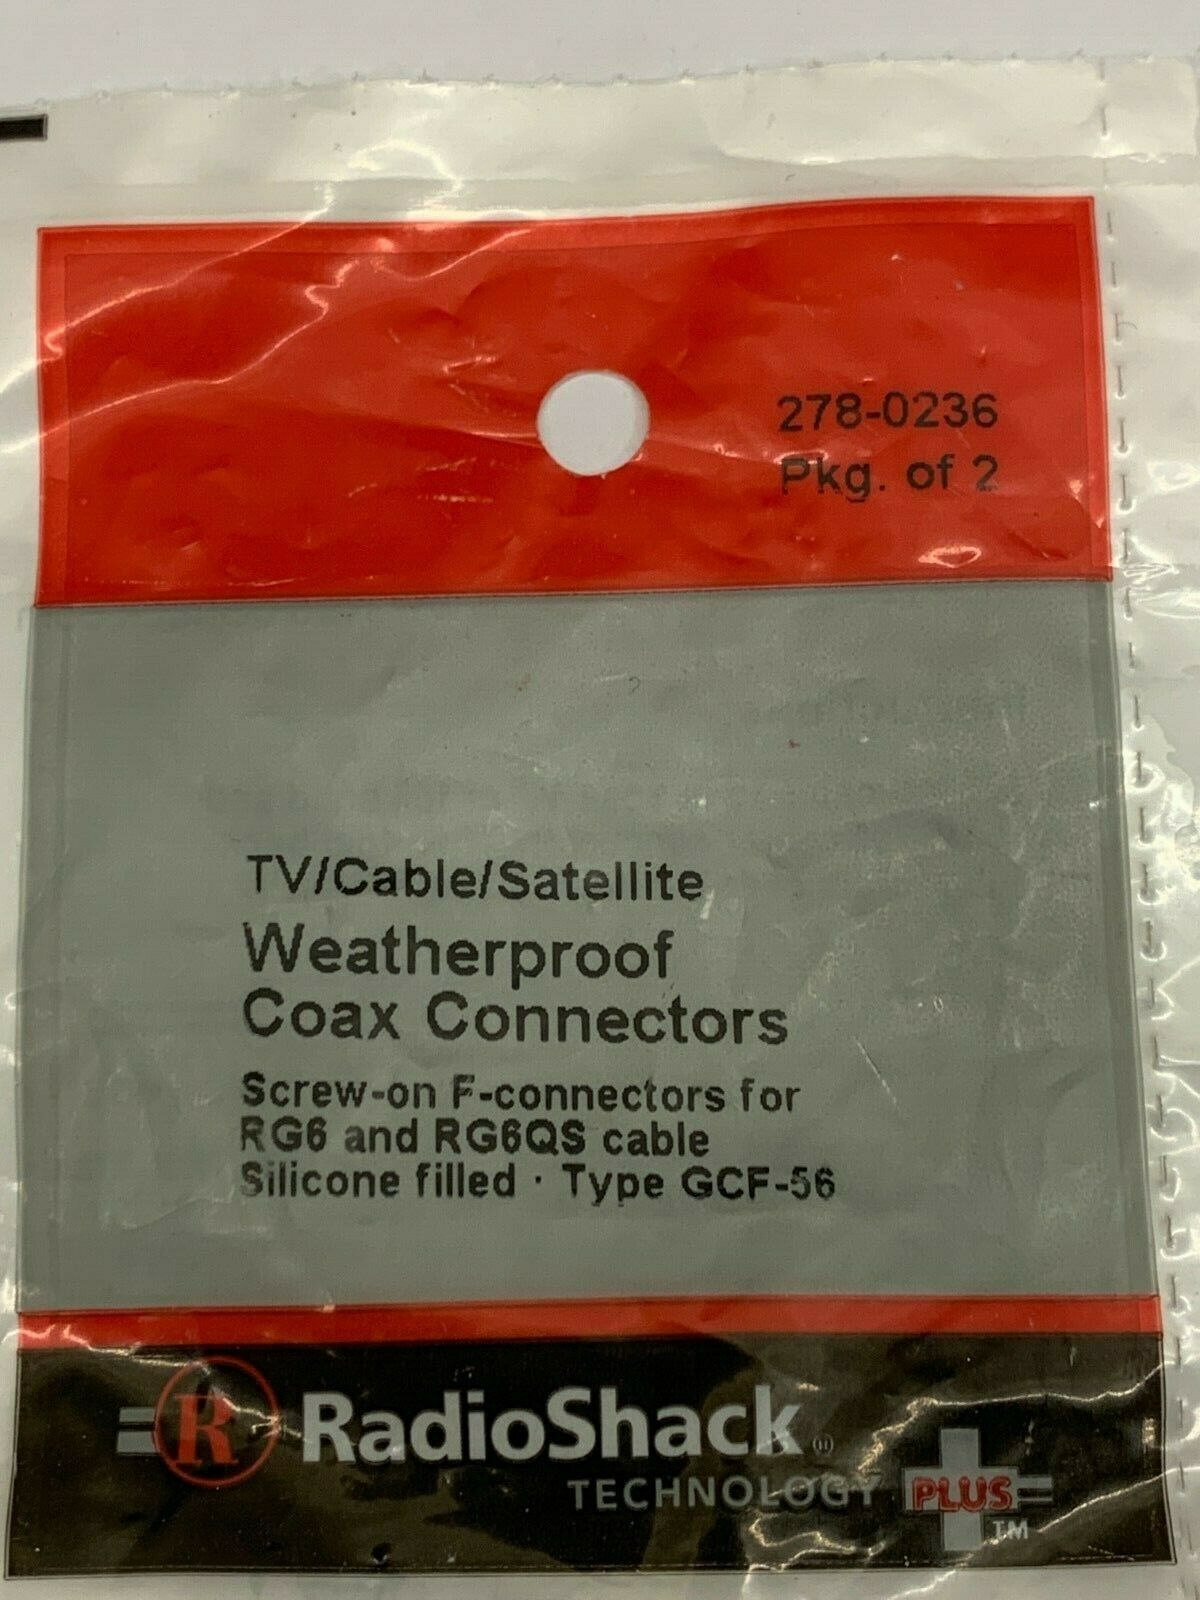 278-0236
Pkg. of 2
TV/Cable/Satellite
Weatherproof
Coax Connectors
Screw-on F-connectors for
RG6 and RG6QS cable
Silicone filled · Type GCF-56
R RadioShack®
TECHNOLOGY PLUS
TM